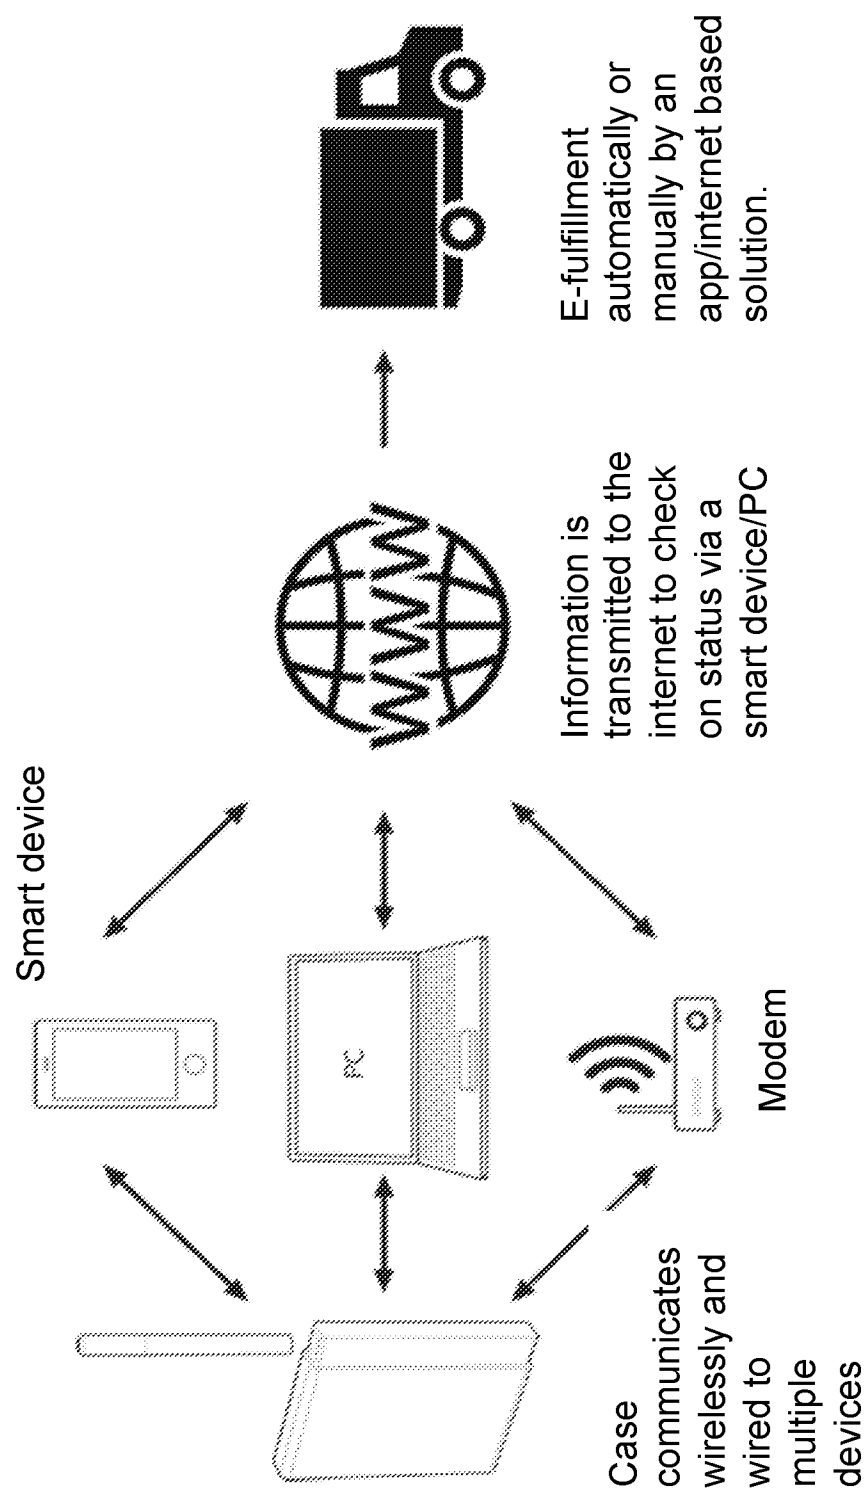 Smart device
PC
Modem
Case
communicates
wirelessly and
wired to
multiple
devices
WWW
Information is
transmitted to the
internet to check
on status via a
smart device/PC
E-fulfillment
automatically or
manually by an
app/internet based
solution.